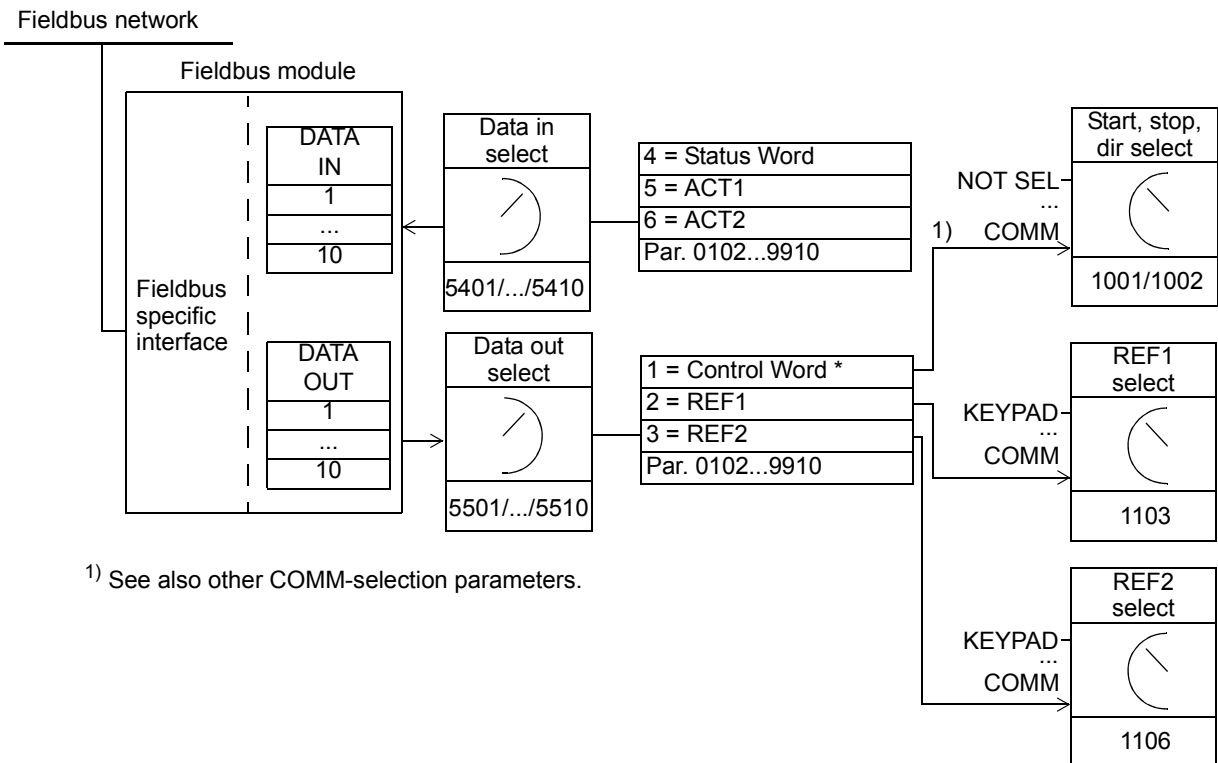 Fieldbus network
Fieldbus module
Fieldbus
specific
interface
DATA
IN
1
...
10
DATA
OUT
1
...
10
Data in
select
5401/.../5410
4 = Status Word
5 = ACT1
6 = ACT2
Par. 0102...9910
Data out
select
5501/.../5510
1 = Control Word *
2 = REF1
3 = REF2
Par. 0102...9910
Start, stop,
dir select
NOT SEL
...
1) COMM
1001/1002
REF1
select
KEYPAD
...
COMM
1103
REF2
select
KEYPAD
...
COMM
1106
1) See also other COMM-selection parameters.